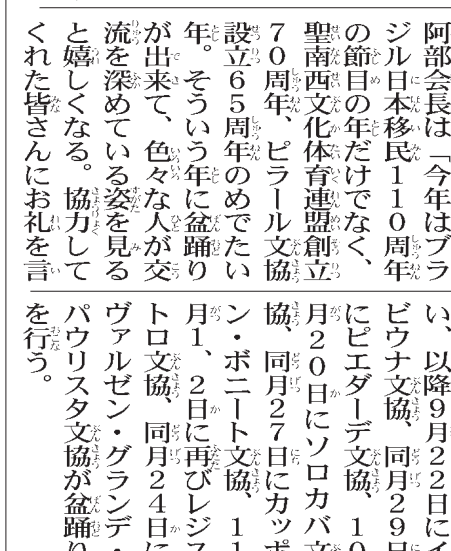 阿部会長は「今年はブラ
ジル日本移民110周年
の節目の年だけでなく、
聖南西文化体育連盟創立
70周年、ピラール文協
設立65周年のめでたい
年。そういう年に盆踊り
が出来て、色々な人が交
流を深めている姿を見る
と嬉しくなる。協力して
くれた皆さんにお礼を言
い、以降9月22日にイ
ビウナ文協、同月29日
にピエダーデ文協、10
月20日にソロカバ文
協、同月27日にカッポ
ン・ボニート文協、11
月1、2日に再びレジス
トロ文協、同月24日に
ヴァルゼン・グランデ・
パウリスタ文協が盆踊り
を行う。